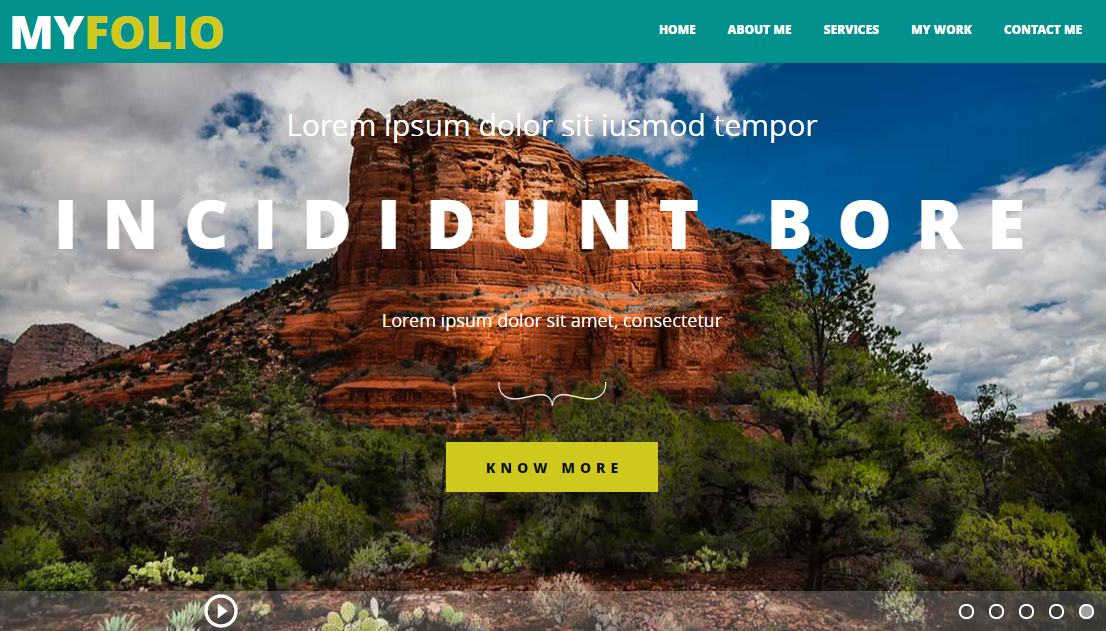 MYFOLIO
HOME ABOUT ME SERVICES MY WORK CONTACT ME
Lorem ipsum dolor sit iusmod tempor
INCIDIDUNT BORE
Lorem ipsum dolor sit amet, consectetur
KNOW MORE